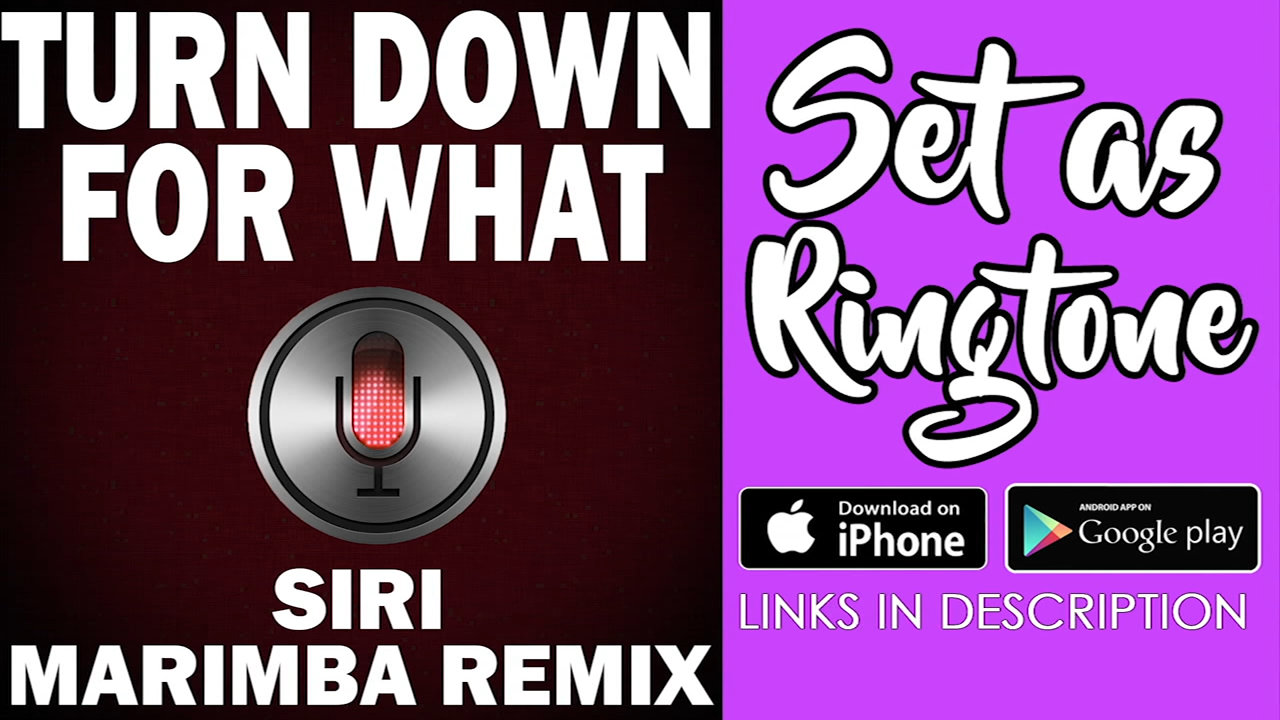 TURN DOWN
FOR WHAT
SIRI
MARIMBA REMIX
Set as
Ringtone
Download on
iPhone
ANDROID APP ON
Google play
LINKS IN DESCRIPTION